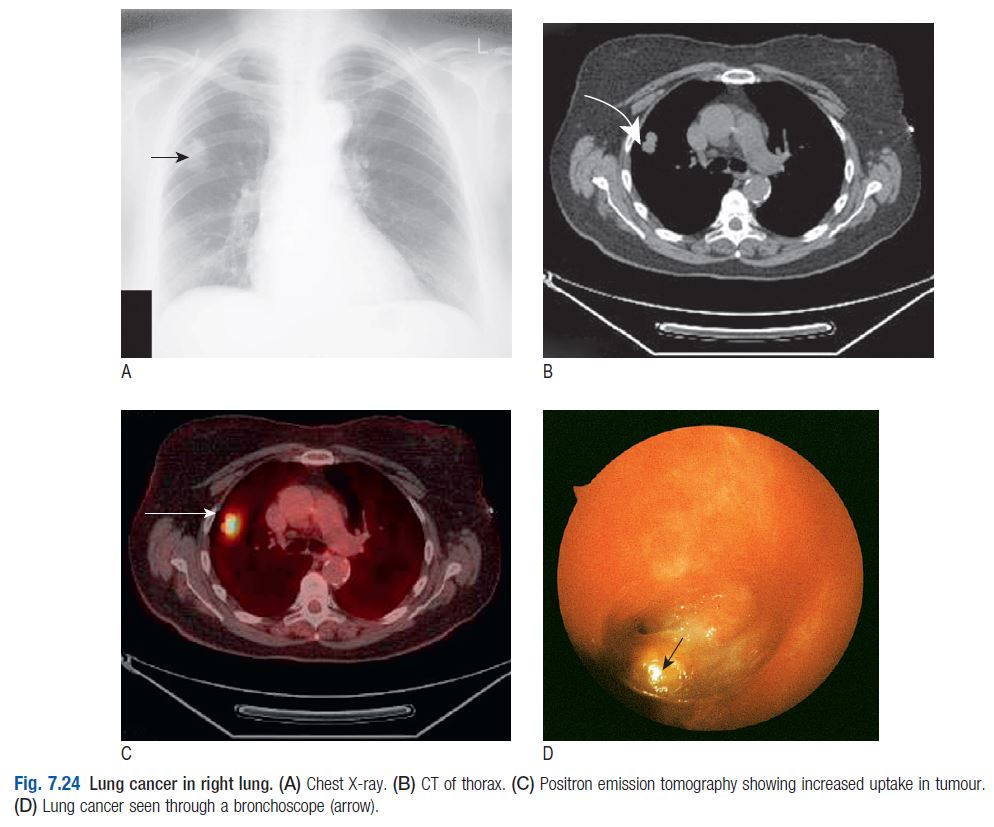 L
A
B
C
D
Fig. 7.24 Lung cancer in right lung. (A) Chest X-ray. (B) CT of thorax. (C) Positron emission tomography showing increased uptake in tumour.
(D) Lung cancer seen through a bronchoscope (arrow).